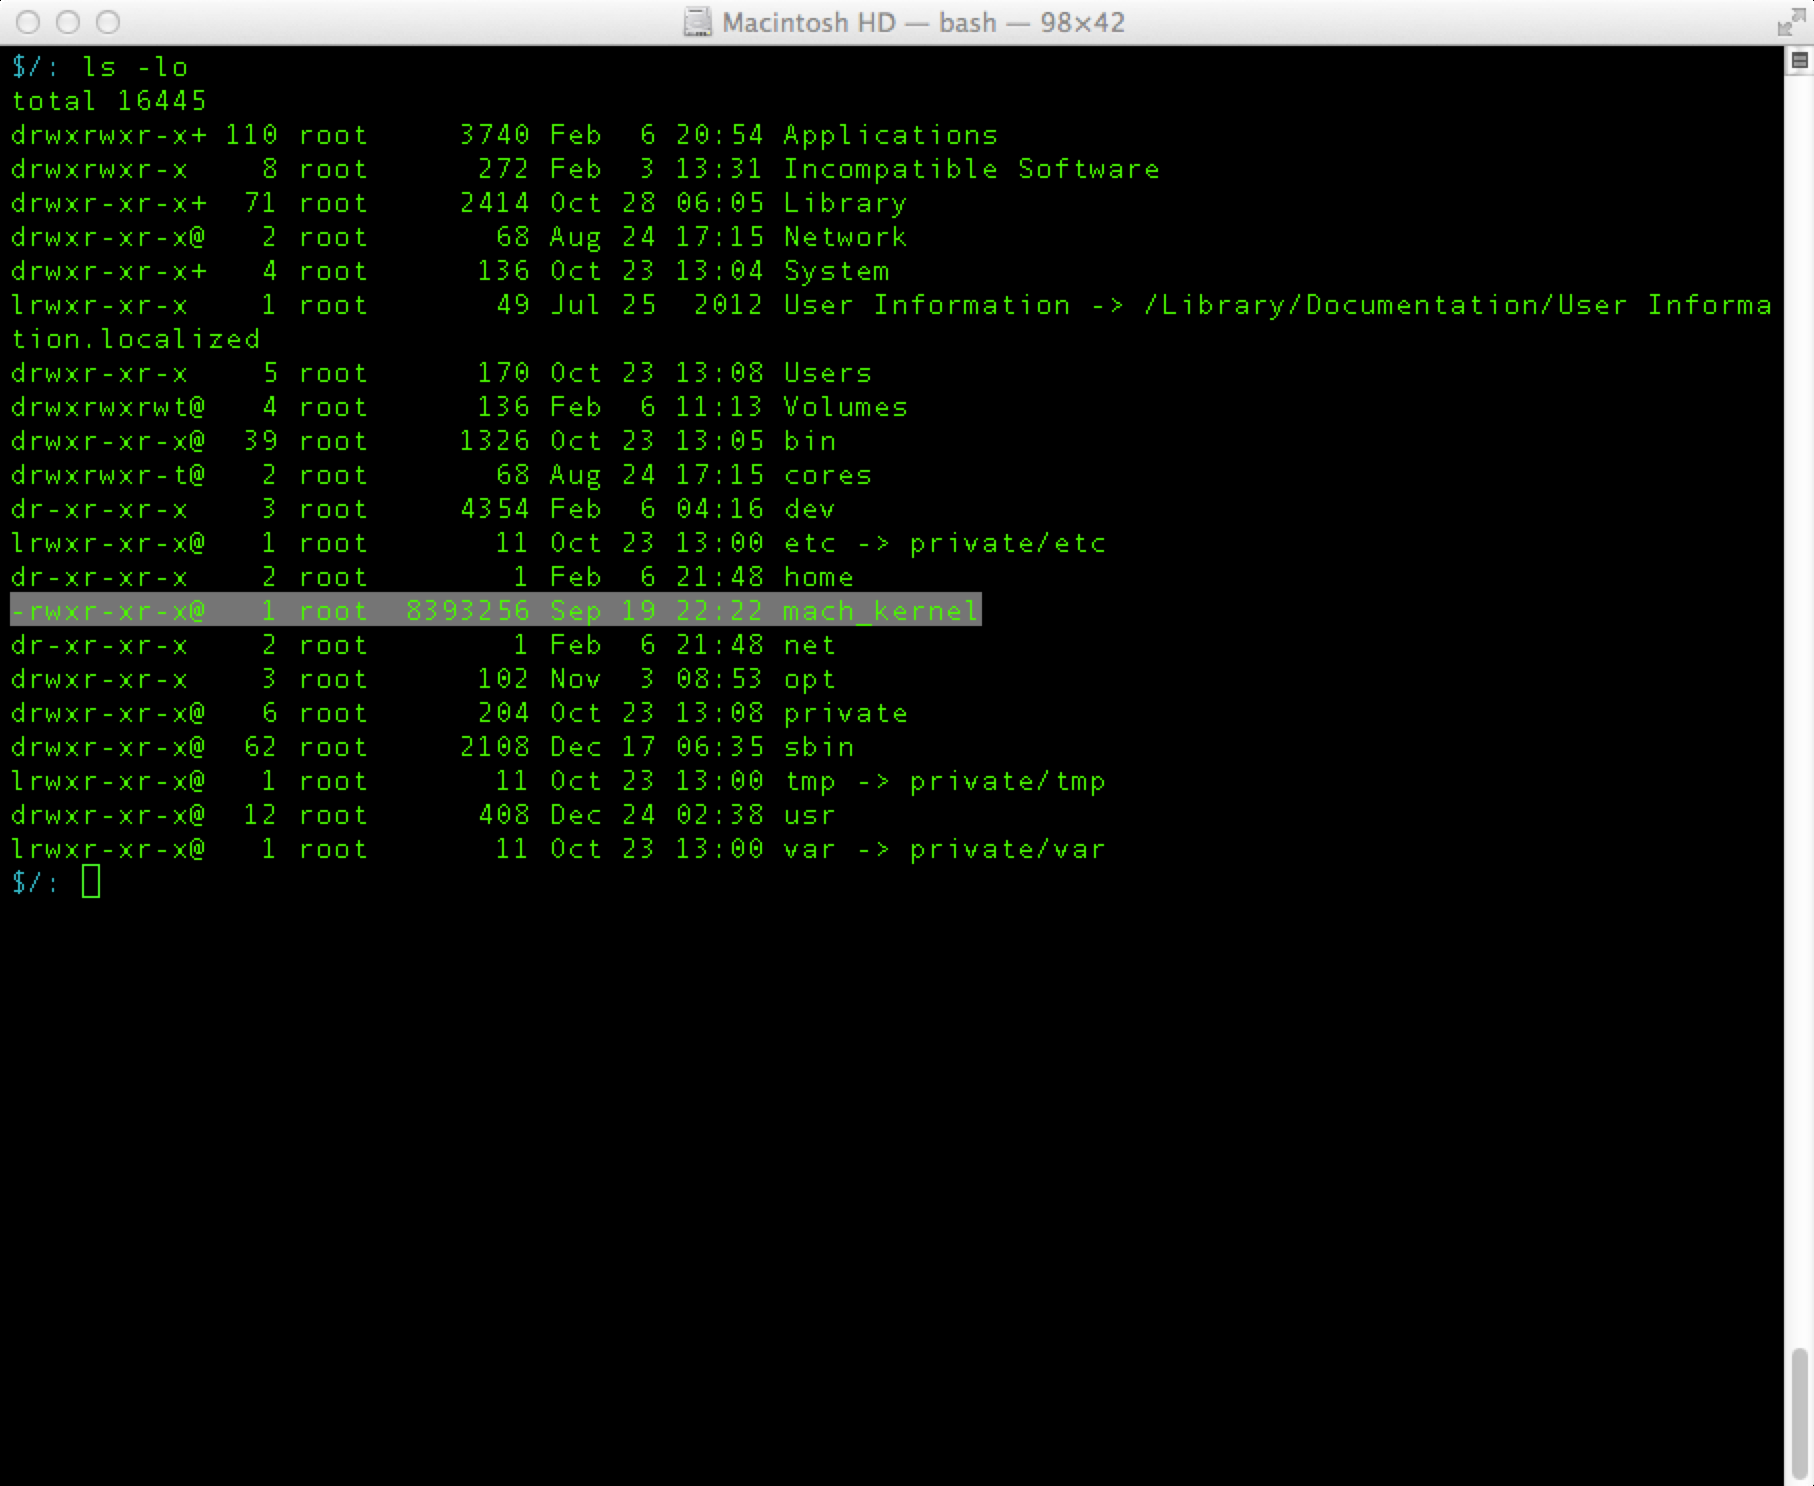 Macintosh HD — bash — 98×42
$/: ls -lo
total 16445
drwxrwxr-x+ 110 root     3740 Feb  6 20:54 Applications
drwxrwxr-x    8 root      272 Feb  3 13:31 Incompatible Software
drwxr-xr-x+  71 root     2414 Oct 28 06:05 Library
drwxr-xr-x@   2 root       68 Aug 24 17:15 Network
drwxr-xr-x+   4 root      136 Oct 23 13:04 System
lrwxr-xr-x    1 root       49 Jul 25  2012 User Information -> /Library/Documentation/User Informa
tion.localized
drwxr-xr-x    5 root      170 Oct 23 13:08 Users
drwxrwxrwt@   4 root      136 Feb  6 11:13 Volumes
drwxr-xr-x@  39 root     1326 Oct 23 13:05 bin
drwxrwxr-t@   2 root       68 Aug 24 17:15 cores
dr-xr-xr-x    3 root     4354 Feb  6 04:16 dev
lrwxr-xr-x@   1 root       11 Oct 23 13:00 etc -> private/etc
dr-xr-xr-x    2 root        1 Feb  6 21:48 home
-rwxr-xr-x@   1 root  8393256 Sep 19 22:22 mach_kernel
dr-xr-xr-x    2 root        1 Feb  6 21:48 net
drwxr-xr-x    3 root      102 Nov  3 08:53 opt
drwxr-xr-x@   6 root      204 Oct 23 13:08 private
drwxr-xr-x@  62 root     2108 Dec 17 06:35 sbin
lrwxr-xr-x@   1 root       11 Oct 23 13:00 tmp -> private/tmp
drwxr-xr-x@  12 root      408 Dec 24 02:38 usr
lrwxr-xr-x@   1 root       11 Oct 23 13:00 var -> private/var
$/: